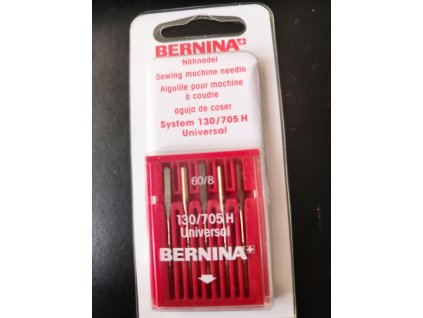 BERNINA+
Nähnadel
Sewing machine needle
Aiguille pour machine
à coudre
aguja de coser
System 130/705 H
Universal
60/8
130/705 H
Universal
BERNINA+